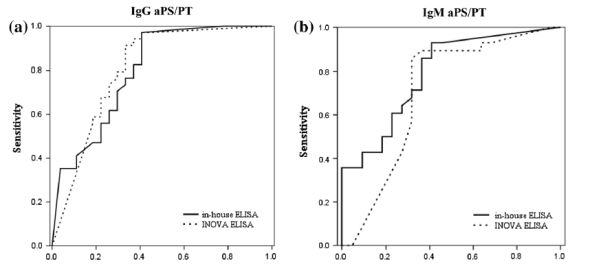 IgG aPS/PT
(a)
Sensitivity
1.0
0.8
0.6
0.4
0.2
0.0
0.0 0.2 0.4 0.6 0.8 1.0
in-house ELISA
INOVA ELISA
IgM aPS/PT
(b)
Sensitivity
1.0
0.8
0.6
0.4
0.2
0.0
0.0 0.2 0.4 0.6 0.8 1.0
in-house ELISA
INOVA ELISA